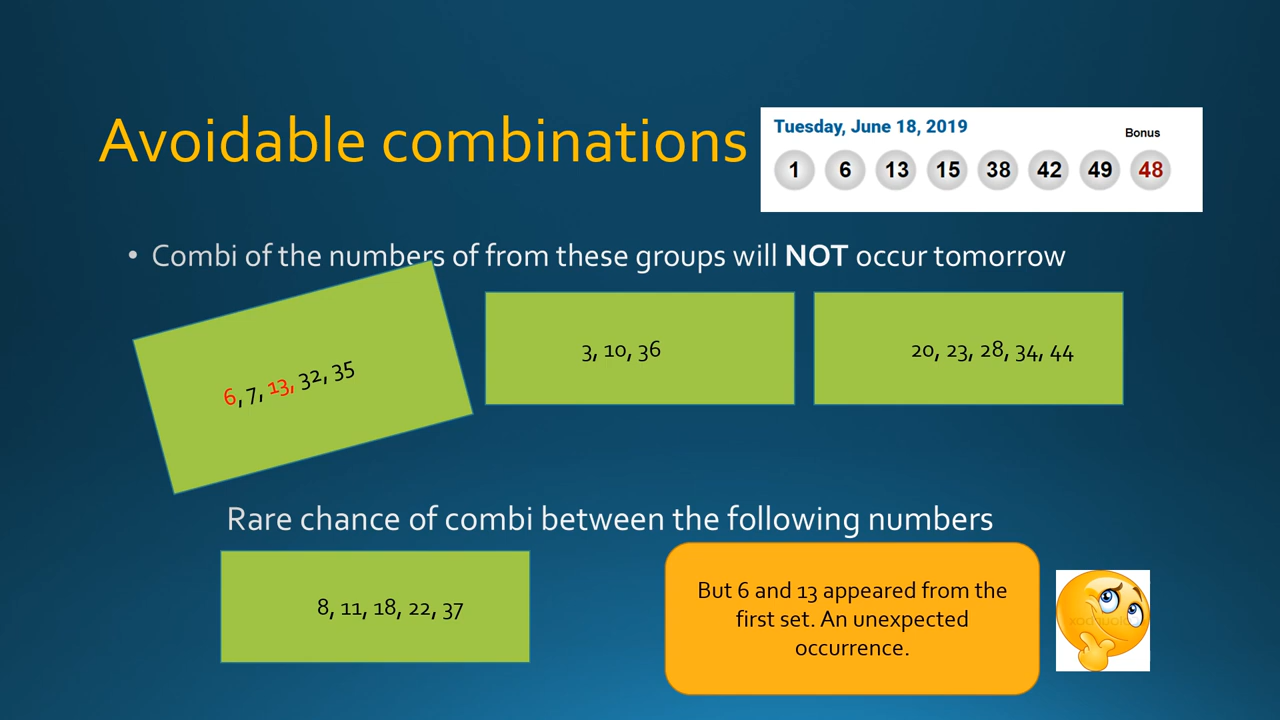 Avoidable combinations
Tuesday, June 18, 2019
Bonus
1 6 13 15 38 42 49 48
• Combi of the numbers of from these groups will NOT occur tomorrow
6, 7, 13, 32, 35
3, 10, 36
20, 23, 28, 34, 44
Rare chance of combi between the following numbers
8, 11, 18, 22, 37
But 6 and 13 appeared from the
first set. An unexpected
occurrence.